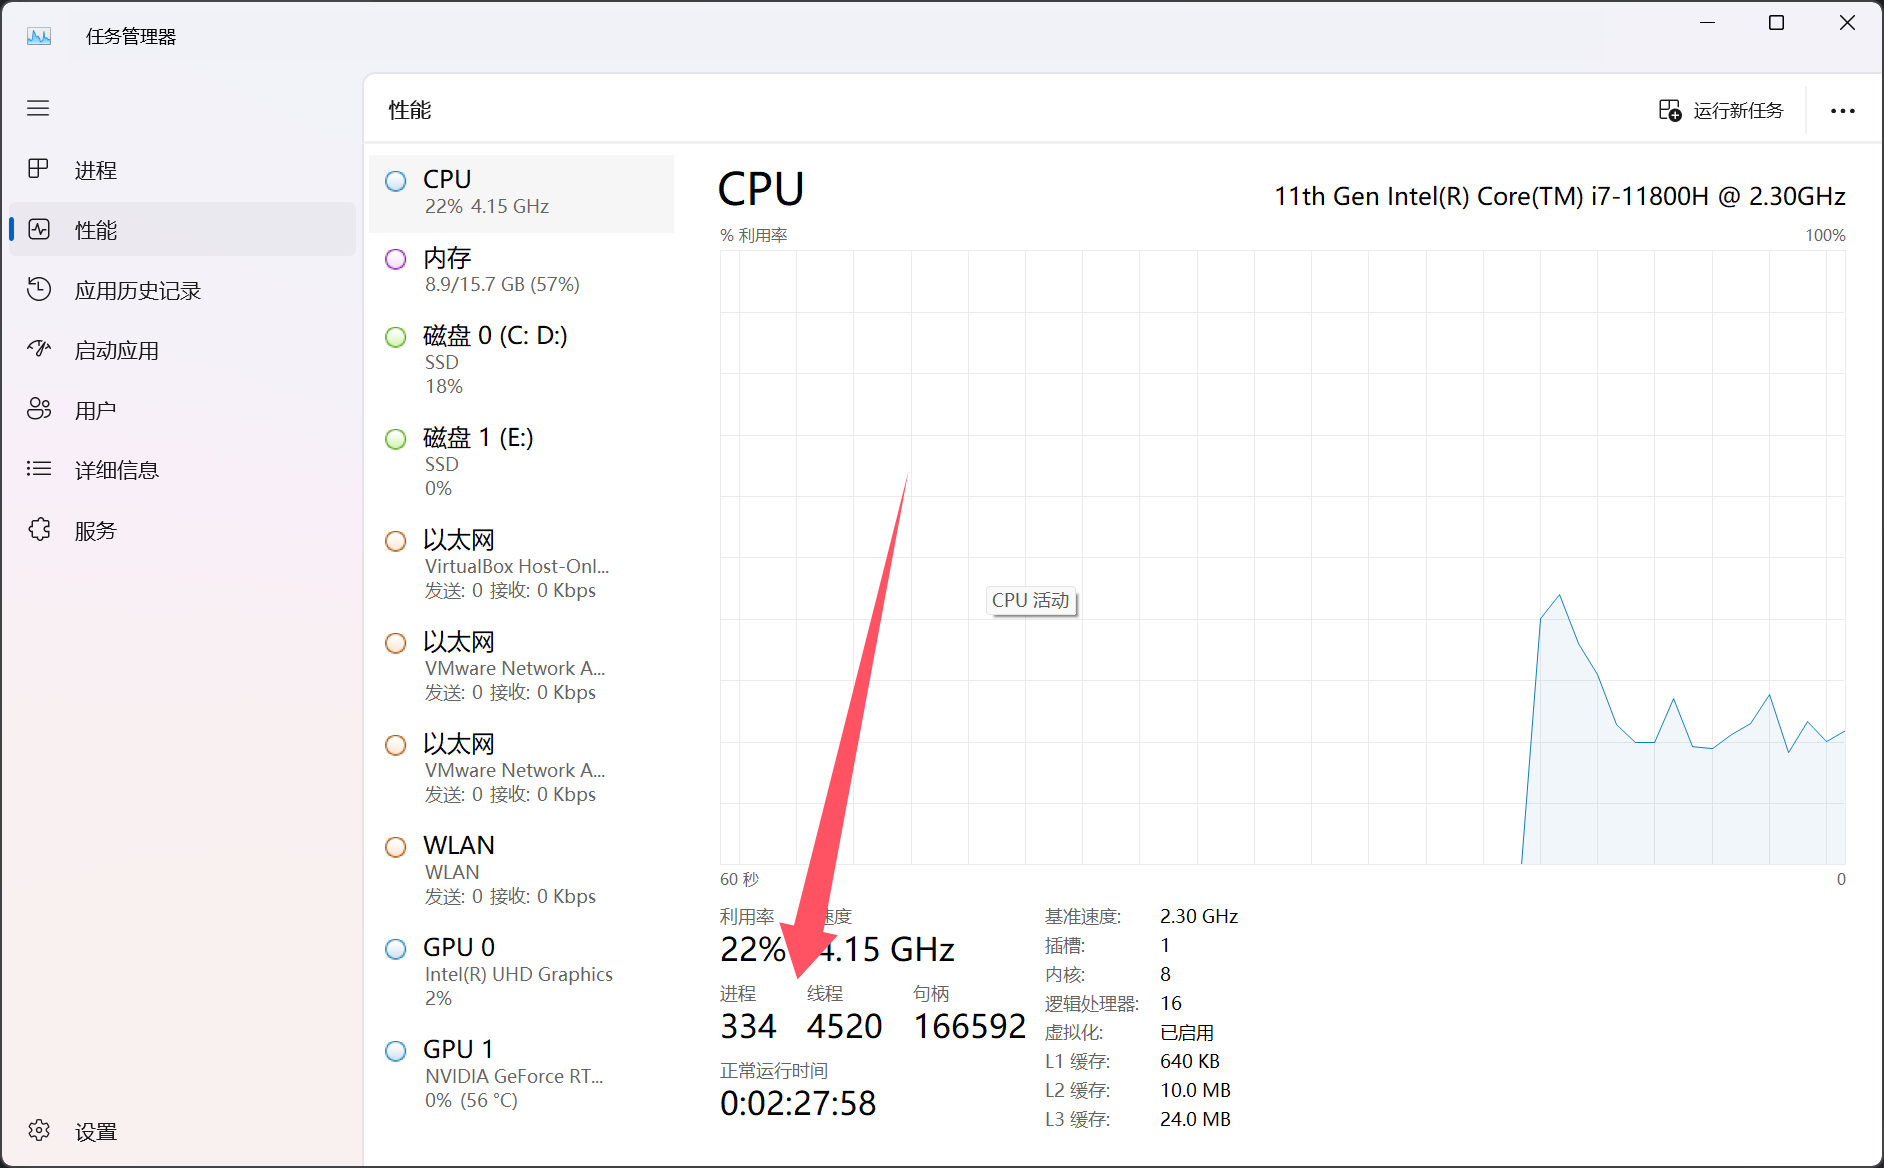 任务管理器
性能
运行新任务
进程
性能
应用历史记录
启动应用
用户
详细信息
服务
设置
CPU
22% 4.15 GHz
内存
8.9/15.7 GB (57%)
磁盘 0 (C: D:)
SSD
18%
磁盘 1 (E:)
SSD
0%
以太网
VirtualBox Host-Onl...
发送: 0 接收: 0 Kbps
以太网
VMware Network A...
发送: 0 接收: 0 Kbps
以太网
VMware Network A...
发送: 0 接收: 0 Kbps
WLAN
WLAN
发送: 0 接收: 0 Kbps
GPU 0
Intel(R) UHD Graphics
2%
GPU 1
NVIDIA GeForce RT...
0% (56 °C)
CPU
11th Gen Intel(R) Core(TM) i7-11800H @ 2.30GHz
% 利用率
100%
CPU 活动
60 秒
0
利用率 速度
22% 4.15 GHz
进程 线程 句柄
334 4520 166592
正常运行时间
0:02:27:58
基准速度: 2.30 GHz
插槽: 1
内核: 8
逻辑处理器: 16
虚拟化: 已启用
L1 缓存: 640 KB
L2 缓存: 10.0 MB
L3 缓存: 24.0 MB